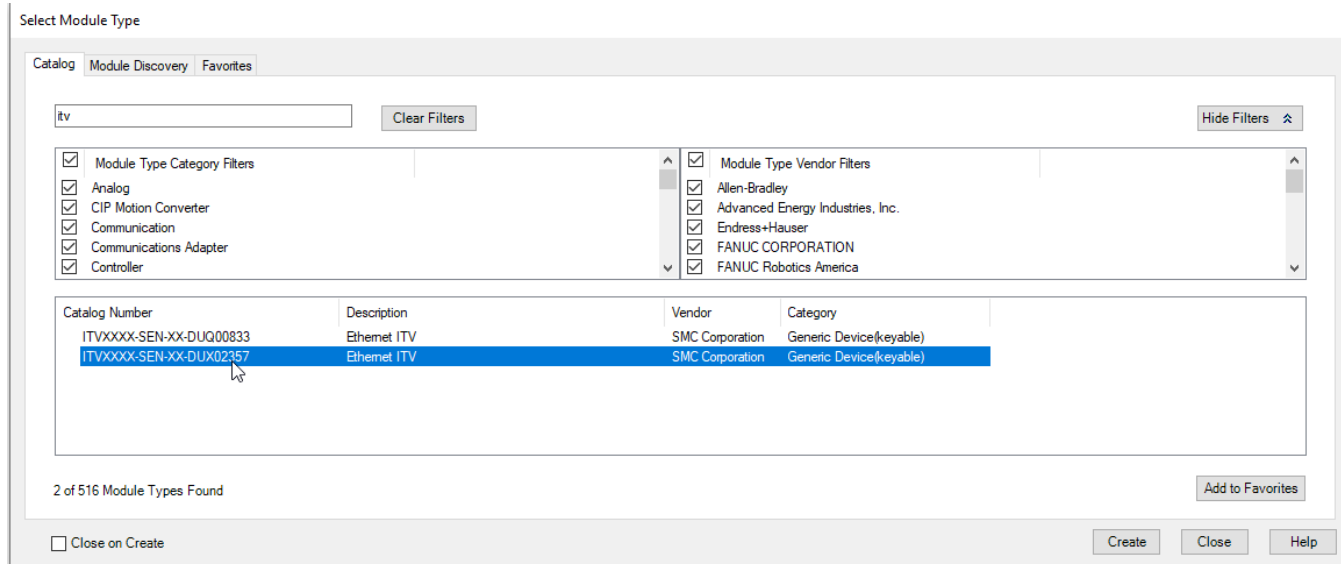 Select Module Type
Catalog Module Discovery Favorites
itv Clear Filters Hide Filters
Module Type Category Filters Module Type Vendor Filters
Analog Allen-Bradley
CIP Motion Converter Advanced Energy Industries, Inc.
Communication Endress+Hauser
Communications Adapter FANUC CORPORATION
Controller FANUC Robotics America
Catalog Number Description Vendor Category
ITVXXXX-SEN-XX-DUQ00833 Ethernet ITV SMC Corporation Generic Device(keyable)
ITVXXXX-SEN-XX-DUX02357 Ethernet ITV SMC Corporation Generic Device(keyable)
2 of 516 Module Types Found Add to Favorites
Close on Create Create Close Help